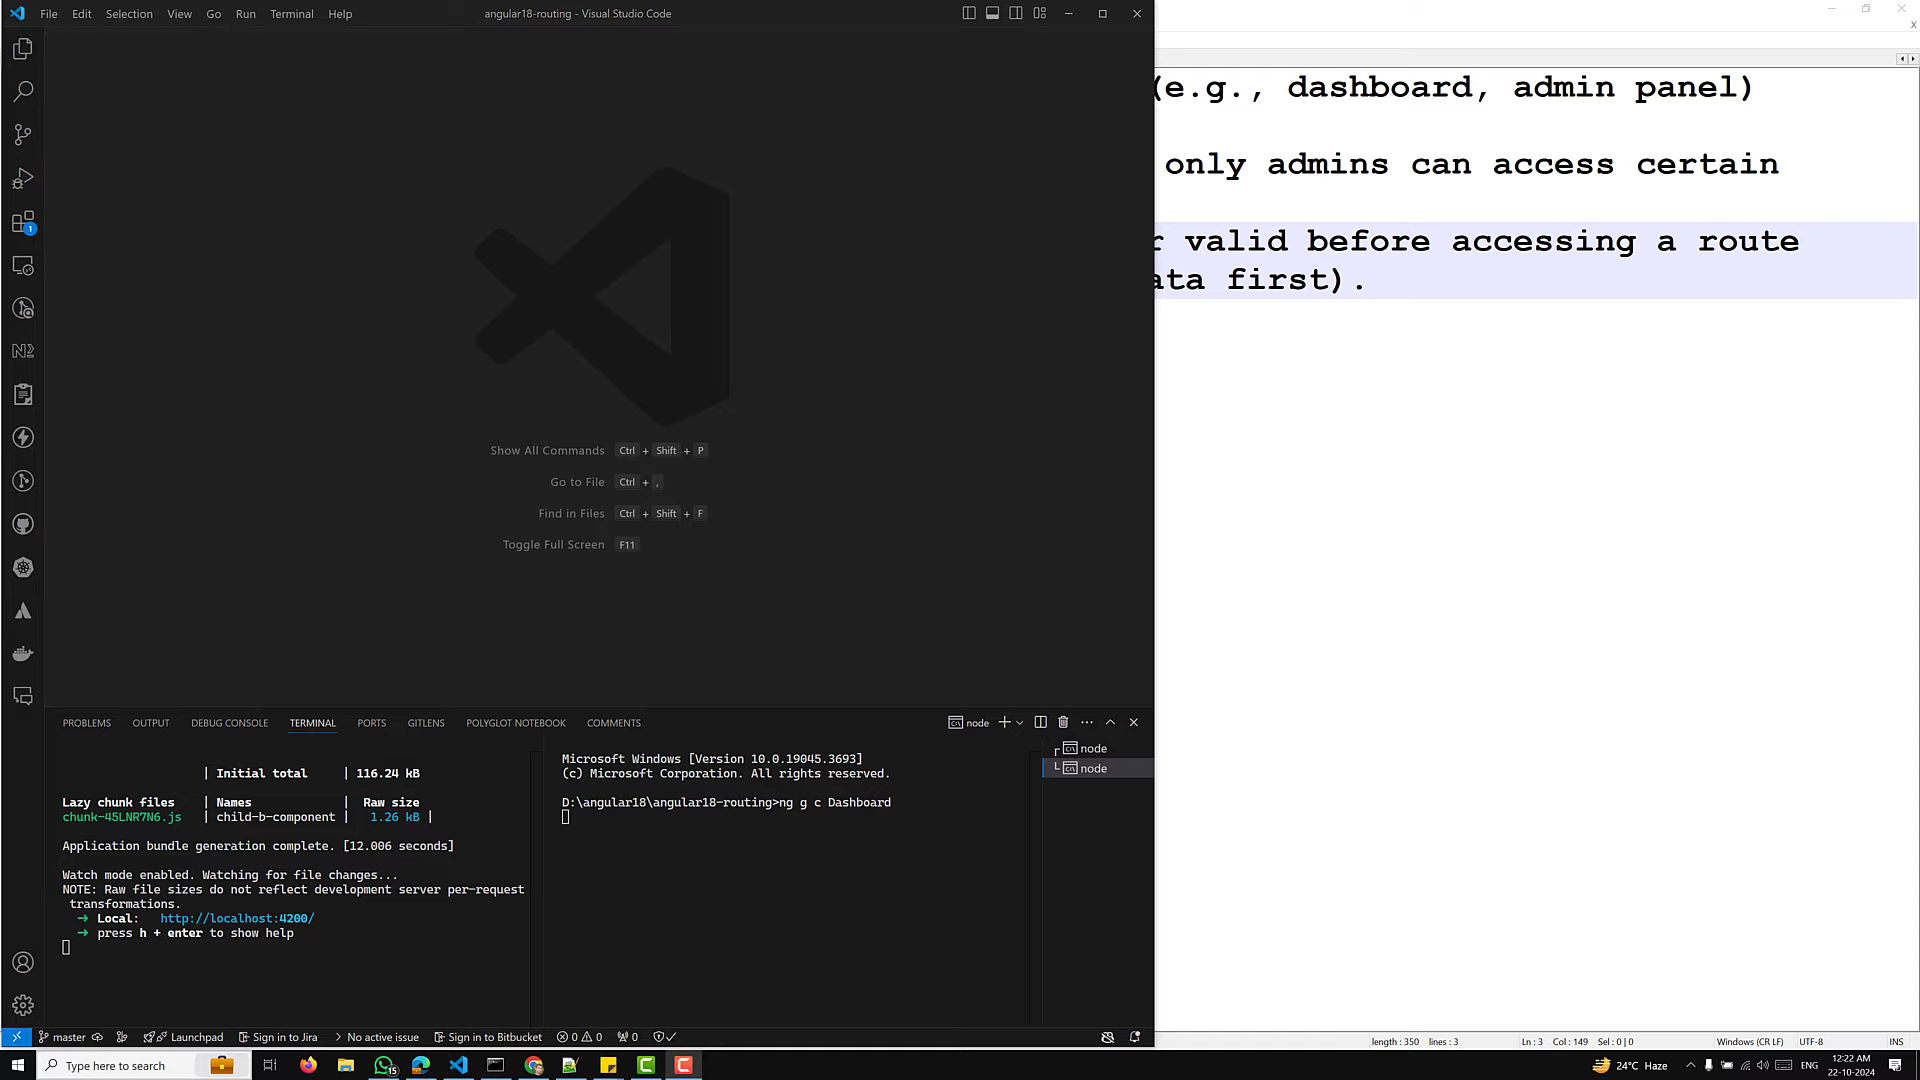 File Edit Selection View Go Run Terminal Help
angular18-routing - Visual Studio Code
(e.g., dashboard, admin panel)
only admins can access certain
r valid before accessing a route
ata first).
1
Show All Commands Ctrl + Shift + P
Go to File Ctrl + ,
Find in Files Ctrl + Shift + F
Toggle Full Screen F11
PROBLEMS OUTPUT DEBUG CONSOLE TERMINAL PORTS GITLENS POLYGLOT NOTEBOOK COMMENTS
node
| Initial total | 116.24 kB
Lazy chunk files | Names | Raw size
chunk-45LNR7N6.js | child-b-component | 1.26 kB |
Application bundle generation complete. [12.006 seconds]
Watch mode enabled. Watching for file changes...
NOTE: Raw file sizes do not reflect development server per-request
transformations.
➜ Local: http://localhost:4200/
➜ press h + enter to show help
Microsoft Windows [Version 10.0.19045.3693]
(c) Microsoft Corporation. All rights reserved.
D:\angular18\angular18-routing>ng g c Dashboard
node
node
master Launchpad Sign in to Jira No active issue Sign in to Bitbucket 0 0 0
length : 350 lines : 3 Ln : 3 Col : 149 Sel : 0 | 0 Windows (CR LF) UTF-8 INS
Type here to search
15
24°C Haze
ENG
12:22 AM
22-10-2024